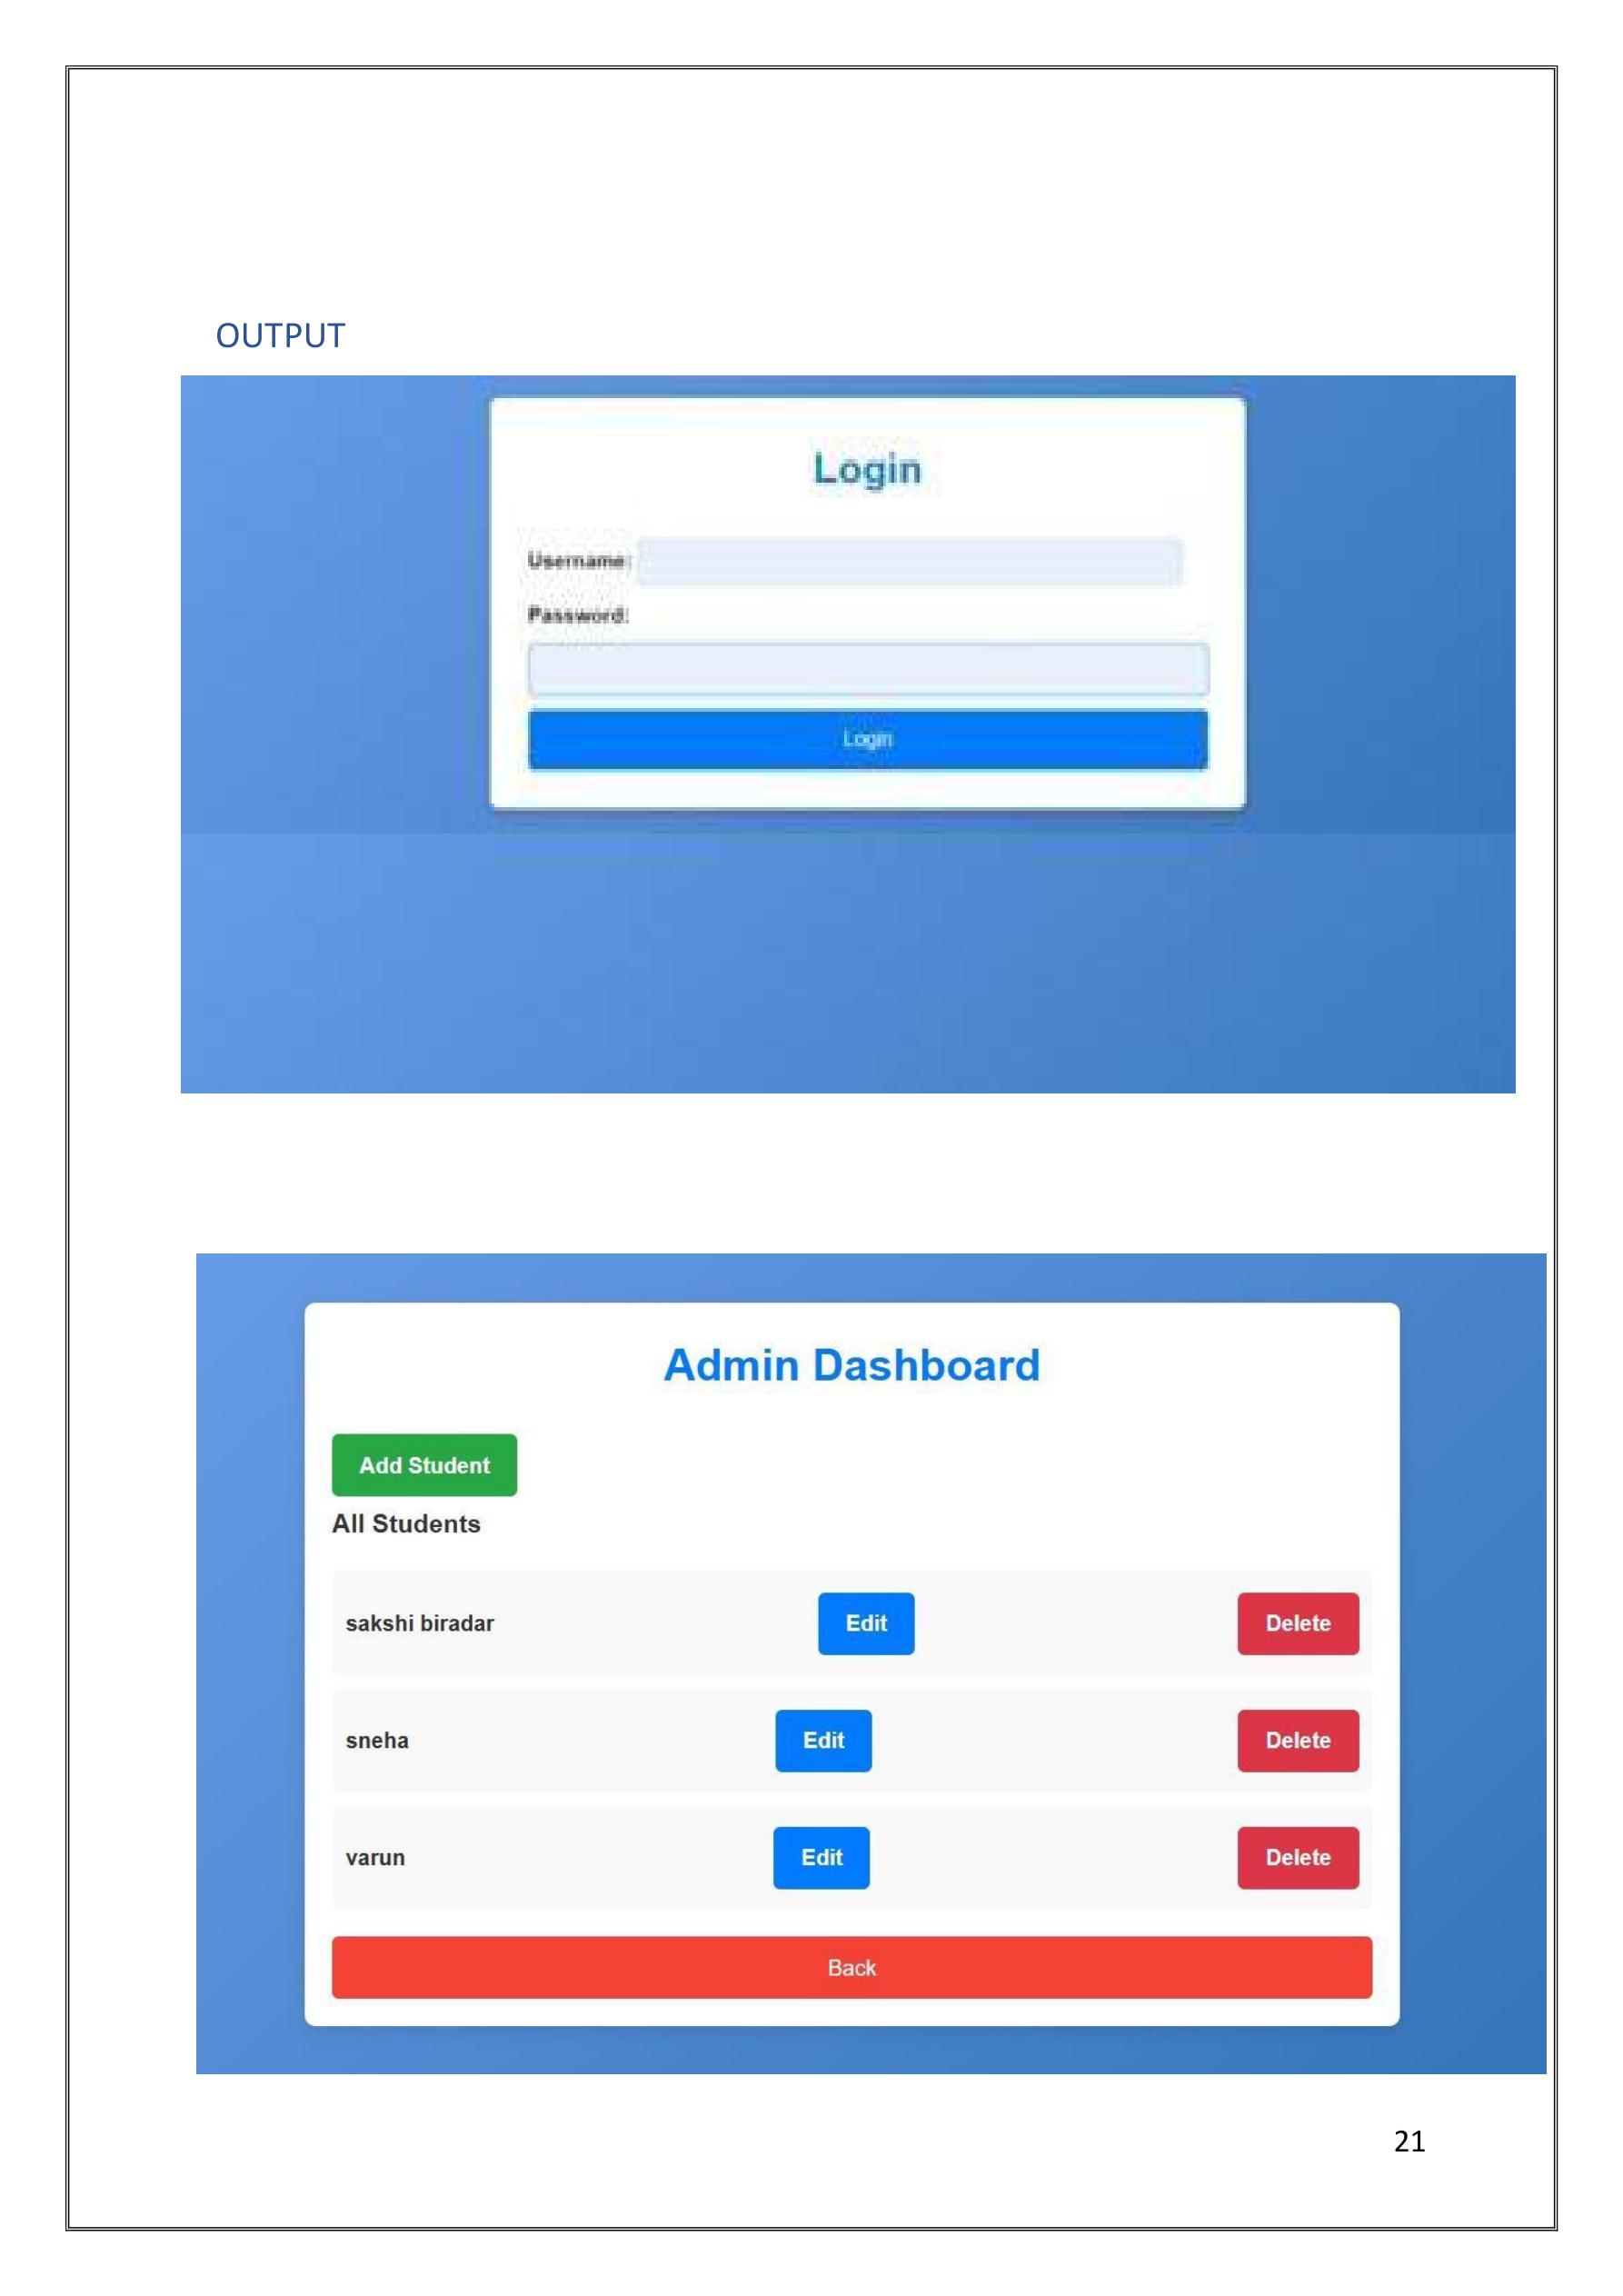 OUTPUT
Login
Username:
Password:
Login
Admin Dashboard
Add Student
All Students
sakshi biradar Edit Delete
sneha Edit Delete
varun Edit Delete
Back
21